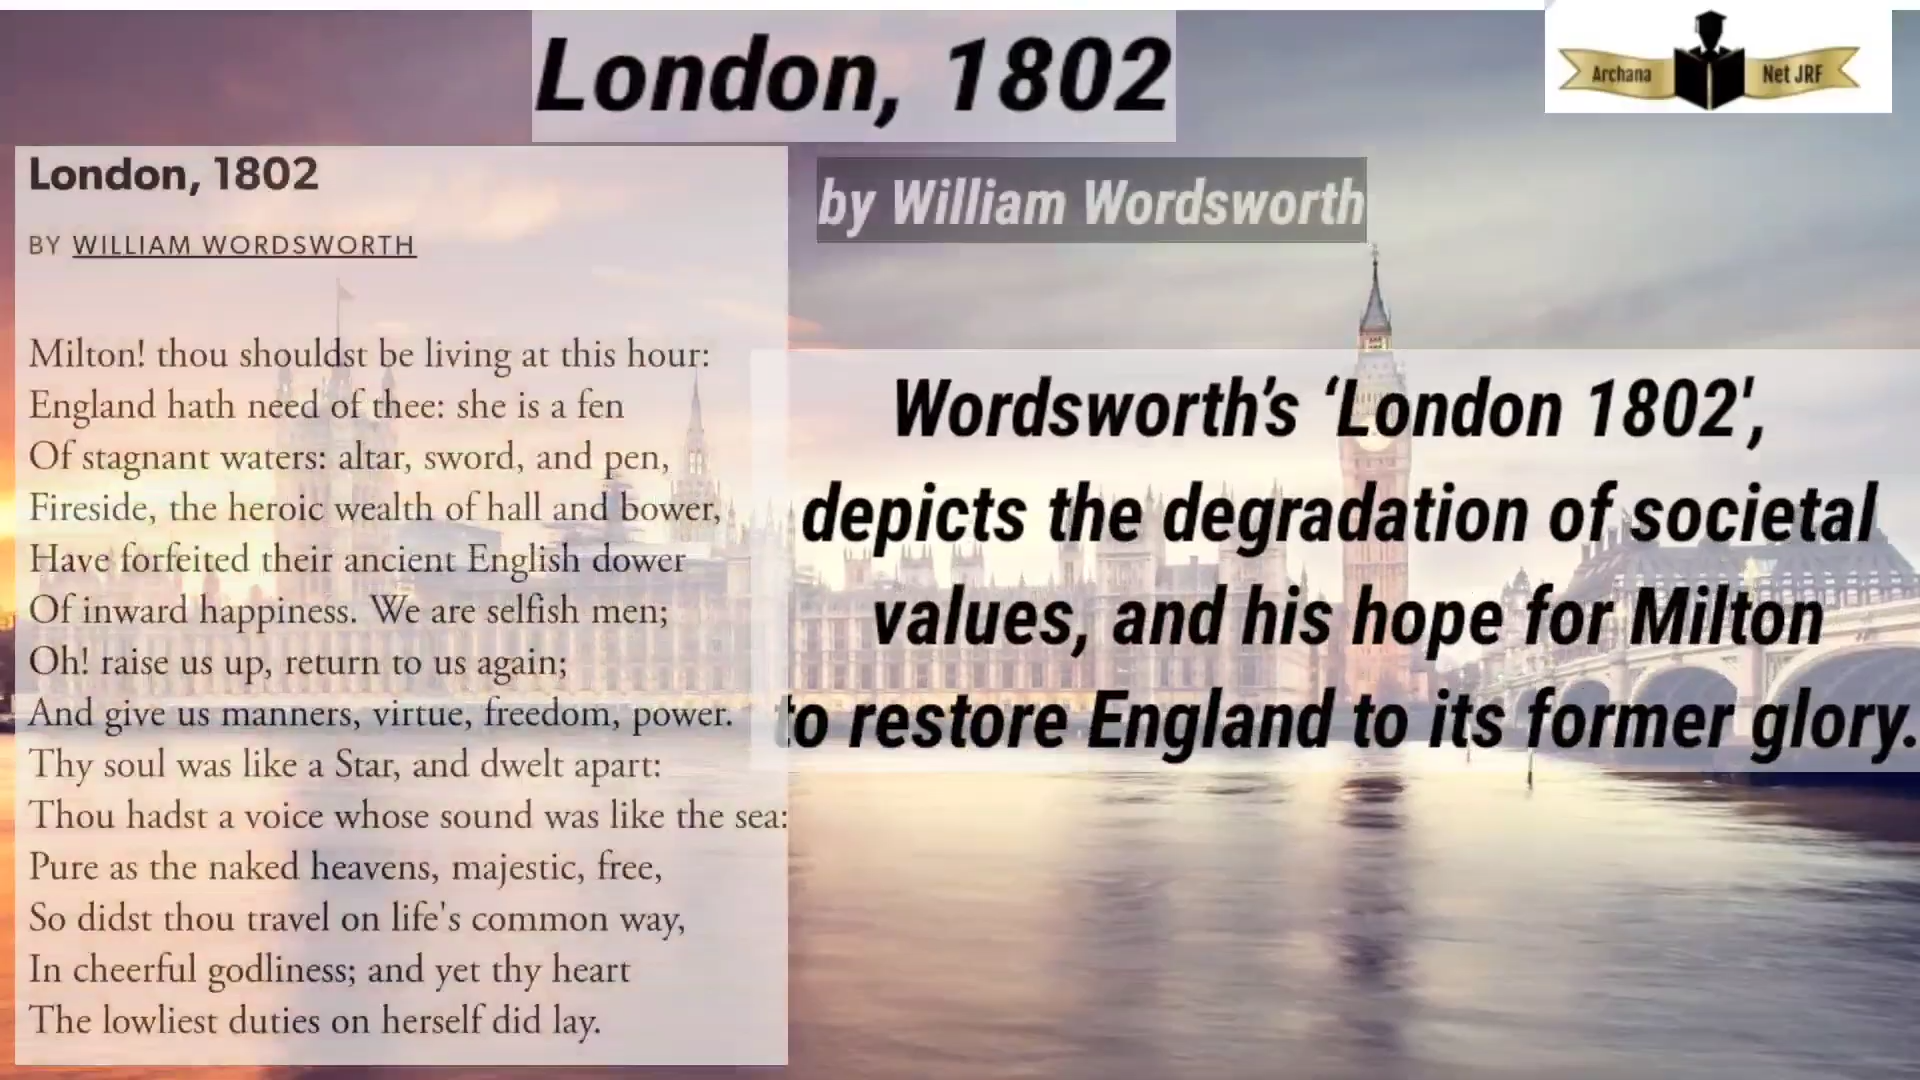 London, 1802
Archana Net JRF
London, 1802
BY WILLIAM WORDSWORTH
Milton! thou shouldst be living at this hour:
England hath need of thee: she is a fen
Of stagnant waters: altar, sword, and pen,
Fireside, the heroic wealth of hall and bower,
Have forfeited their ancient English dower
Of inward happiness. We are selfish men;
Oh! raise us up, return to us again;
And give us manners, virtue, freedom, power.
Thy soul was like a Star, and dwelt apart:
Thou hadst a voice whose sound was like the sea:
Pure as the naked heavens, majestic, free,
So didst thou travel on life's common way,
In cheerful godliness; and yet thy heart
The lowliest duties on herself did lay.
by William Wordsworth
Wordsworth’s ‘London 1802',
depicts the degradation of societal
values, and his hope for Milton
to restore England to its former glory.